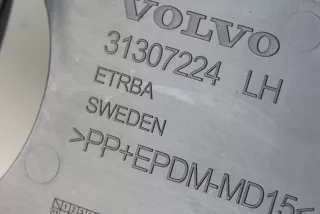 VOLVO
31307224 LH
ETRBA
SWEDEN
>PP+EPDM-MD15<